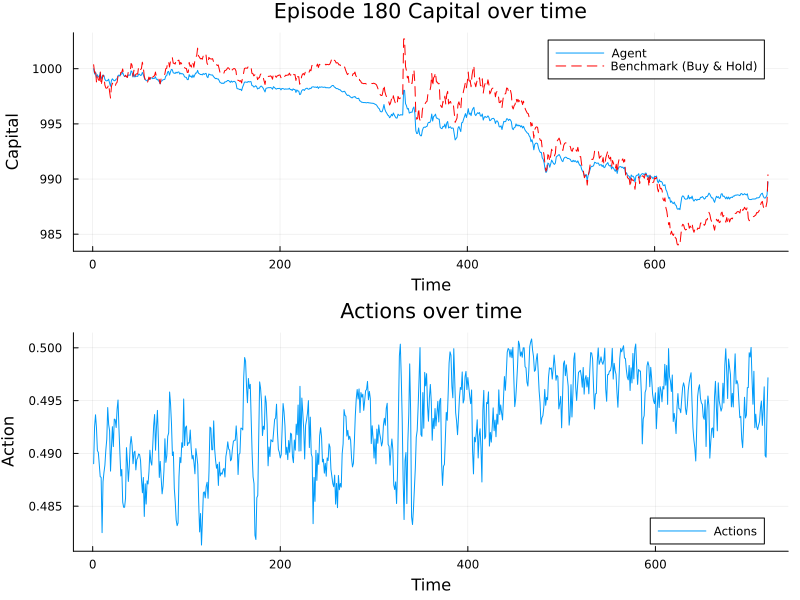 Episode 180 Capital over time
Capital
1000
995
990
985
Agent
Benchmark (Buy & Hold)
0
200
400
600
Time
Actions over time
Action
0.500
0.495
0.490
0.485
Actions
0
200
400
600
Time